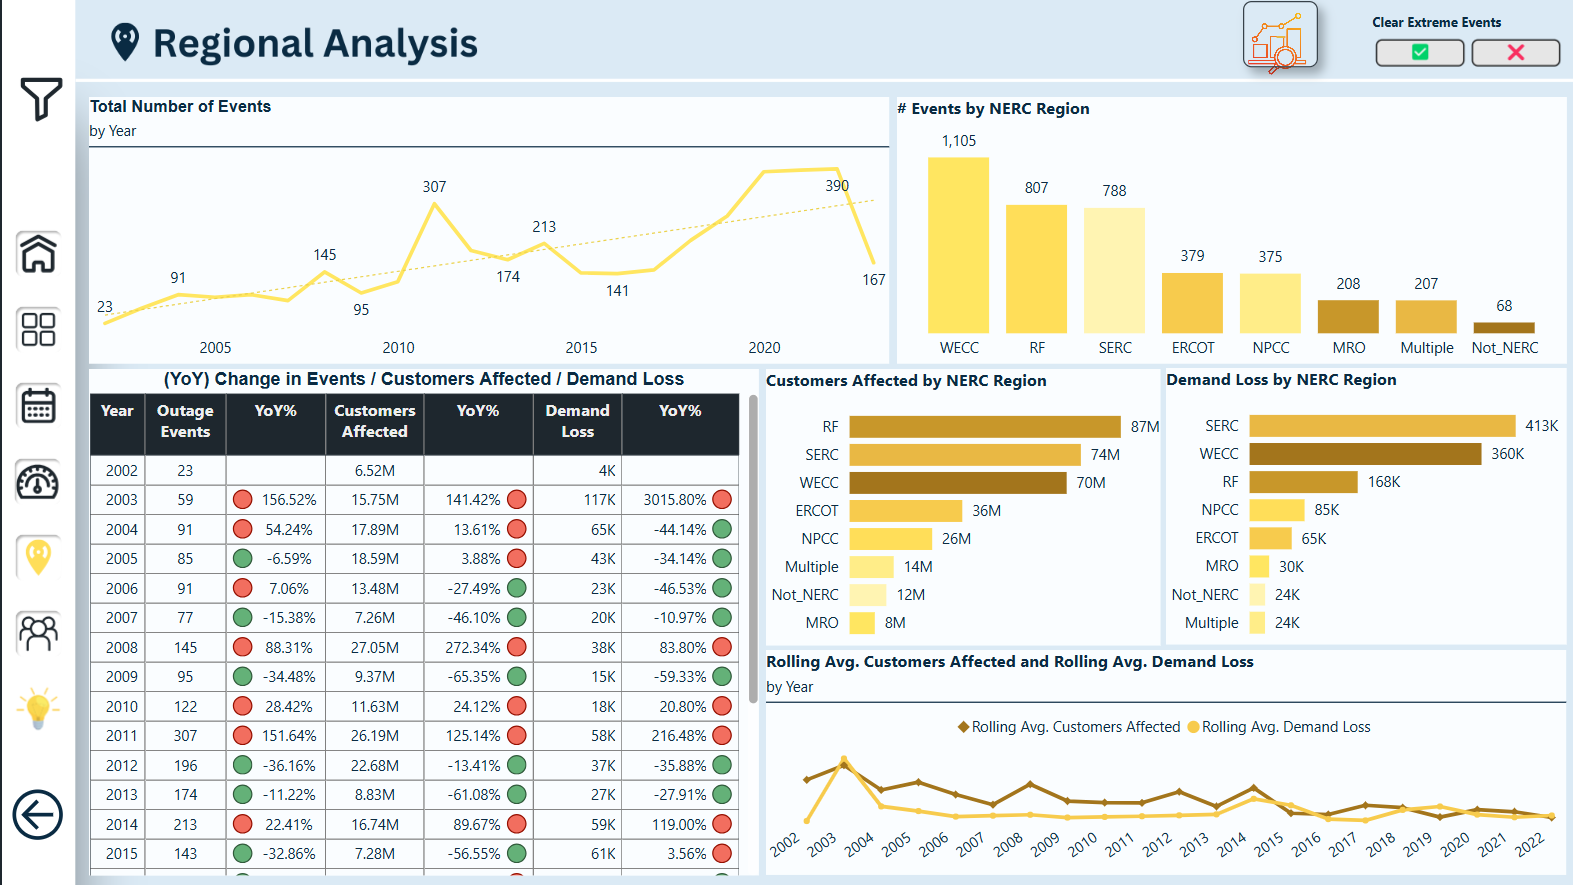 Regional Analysis
Clear Extreme Events
Total Number of Events
by Year
23
91
145
95
307
174
213
141
390
167
2005
2010
2015
2020
# Events by NERC Region
1,105
807
788
379
375
208
207
68
WECC
RF
SERC
ERCOT
NPCC
MRO
Multiple
Not_NERC
(YoY) Change in Events / Customers Affected / Demand Loss
Year Outage Events YoY% Customers Affected YoY% Demand Loss YoY%
2002 23 6.52M 4K
2003 59 156.52% 15.75M 141.42% 117K 3015.80%
2004 91 54.24% 17.89M 13.61% 65K -44.14%
2005 85 -6.59% 18.59M 3.88% 43K -34.14%
2006 91 7.06% 13.48M -27.49% 23K -46.53%
2007 77 -15.38% 7.26M -46.10% 20K -10.97%
2008 145 88.31% 27.05M 272.34% 38K 83.80%
2009 95 -34.48% 9.37M -65.35% 15K -59.33%
2010 122 28.42% 11.63M 24.12% 18K 20.80%
2011 307 151.64% 26.19M 125.14% 58K 216.48%
2012 196 -36.16% 22.68M -13.41% 37K -35.88%
2013 174 -11.22% 8.83M -61.08% 27K -27.91%
2014 213 22.41% 16.74M 89.67% 59K 119.00%
2015 143 -32.86% 7.28M -56.55% 61K 3.56%
Customers Affected by NERC Region
RF 87M
SERC 74M
WECC 70M
ERCOT 36M
NPCC 26M
Multiple 14M
Not_NERC 12M
MRO 8M
Demand Loss by NERC Region
SERC 413K
WECC 360K
RF 168K
NPCC 85K
ERCOT 65K
MRO 30K
Not_NERC 24K
Multiple 24K
Rolling Avg. Customers Affected and Rolling Avg. Demand Loss
by Year
Rolling Avg. Customers Affected Rolling Avg. Demand Loss
2002 2003 2004 2005 2006 2007 2008 2009 2010 2011 2012 2013 2014 2015 2016 2017 2018 2019 2020 2021 2022